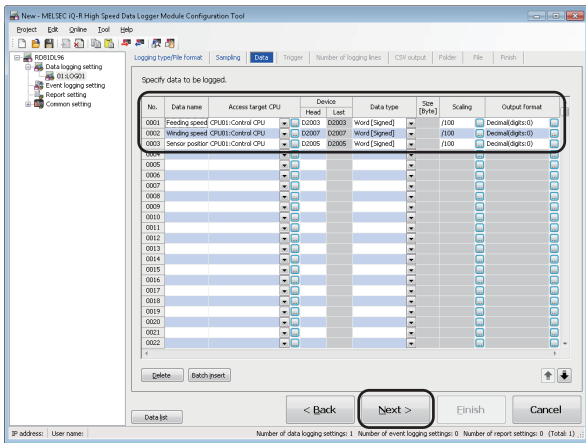 New - MELSEC iQ-R High Speed Data Logger Module Configuration Tool
Project Edit Online Tool Help
RD81DL96
Data logging setting
01:LOG01
Event logging setting
Report setting
Common setting
Logging type/File format Sampling Data Trigger Number of logging lines CSV output Folder File Finish
Specify data to be logged.
No. Data name Access target CPU Device Head Last Data type Size [Byte] Scaling Output format
0001 Feeding speed CPU01:Control CPU D2003 D2003 Word [Signed] /100 Decimal(digits:0)
0002 Winding speed CPU01:Control CPU D2007 D2007 Word [Signed] /100 Decimal(digits:0)
0003 Sensor position CPU01:Control CPU D2005 D2005 Word [Signed] /100 Decimal(digits:0)
0004
0005
0006
0007
0008
0009
0010
0011
0012
0013
0014
0015
0016
0017
0018
0019
0020
0021
0022
Delete Batch insert
Data list
< Back Next > Finish Cancel
IP address: User name: Number of data logging settings: 1 Number of event logging settings: 0 Number of report settings: 0 (Total: 1)